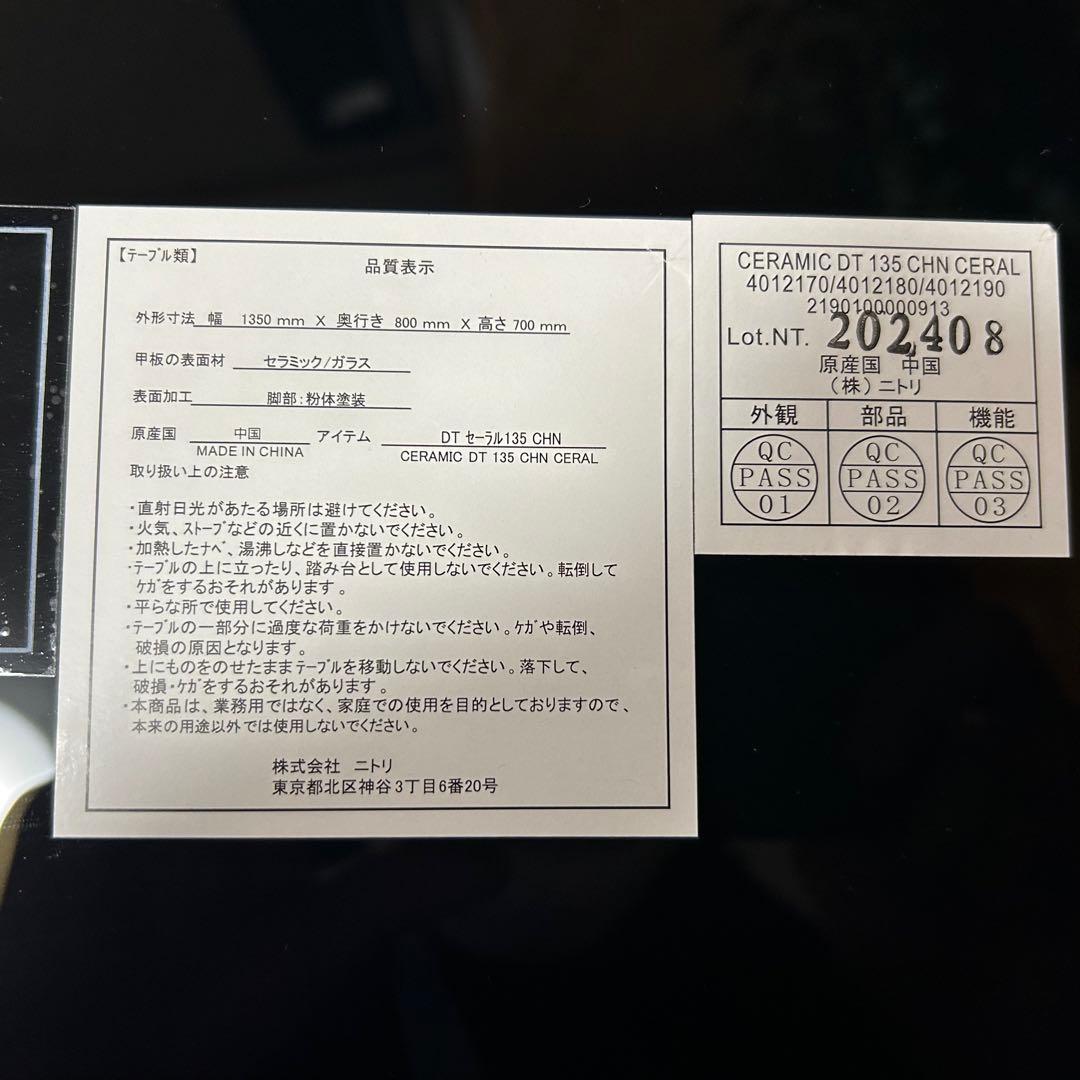 【テーブル類】
品質表示
外形寸法 幅 1350 mm X 奥行き 800 mm X 高さ 700 mm
甲板の表面材 セラミック/ガラス
表面加工 脚部:粉体塗装
原産国 中国 アイテム DT セーラル135 CHN
MADE IN CHINA CERAMIC DT 135 CHN CERAL
取り扱い上の注意
・直射日光があたる場所は避けてください。
・火気、ストーブなどの近くに置かないでください。
・加熱したナベ、湯沸しなどを直接置かないでください。
・テーブルの上に立ったり、踏み台として使用しないでください。転倒して
ケガをするおそれがあります。
・平らな所で使用してください。
・テーブルの一部分に過度な荷重をかけないでください。ケガや転倒、
破損の原因となります。
・上にものをのせたままテーブルを移動しないでください。落下して、
破損・ケガをするおそれがあります。
・本商品は、業務用ではなく、家庭での使用を目的としておりますので、
本来の用途以外では使用しないでください。
株式会社 ニトリ
東京都北区神谷3丁目6番20号
CERAMIC DT 135 CHN CERAL
4012170/4012180/4012190
2190100000913
Lot.NT. 202408
原産国 中国
(株)ニトリ
外観 部品 機能
QC QC QC
PASS PASS PASS
01 02 03